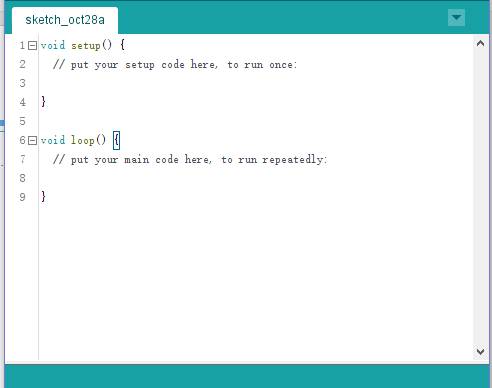 sketch_oct28a
1 void setup() {
2 // put your setup code here, to run once:
3
4 }
5
6 void loop() {
7 // put your main code here, to run repeatedly:
8
9 }